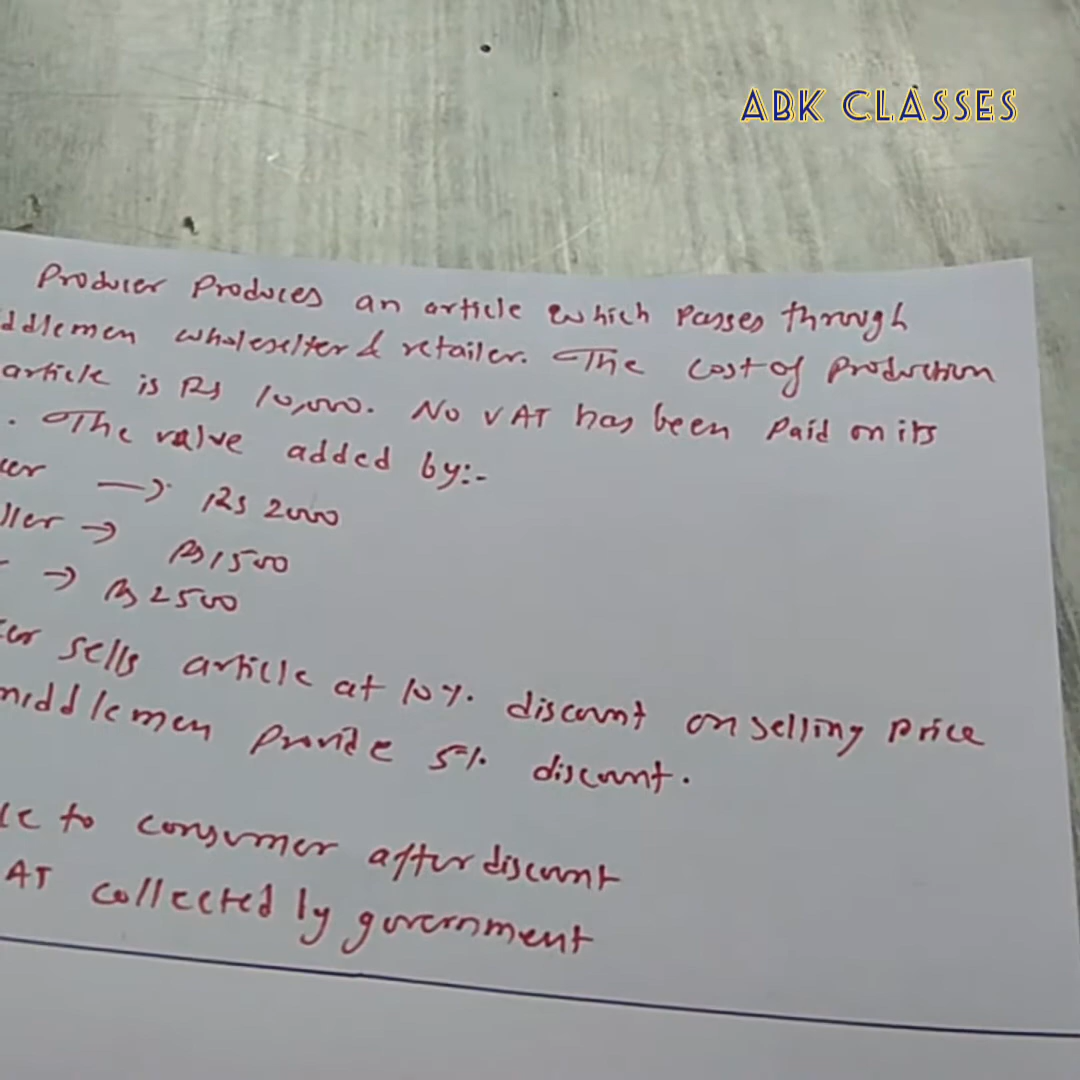 ABK CLASSES
Producer Produces an article which Passes through
ddlemen wholeselter & retailer. The cost of Production
article is Rs 10,000. No VAT has been Paid on its
. The value added by:-
cer → Rs 2000
ller → Rs 1500
r → Rs 2500
cer sells article at 10%. discount on selling Price
middlemen Provide 5% discount.
le to consumer after discount
AT collected by government